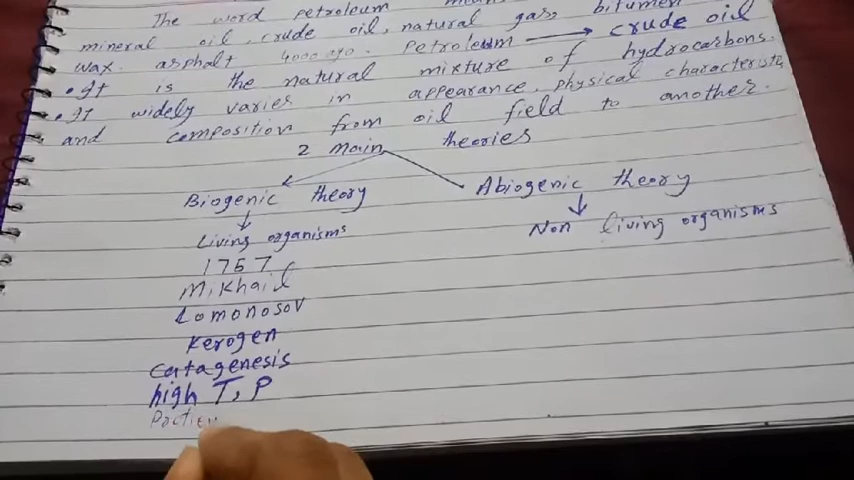 The word petroleum means
mineral oil, crude oil, natural gas, bitumen
wax. asphalt 4000 ago. Petroleum → crude oil
• It is the natural mixture of hydrocarbons.
• It widely varies in appearance, physical characteristics
and composition from oil field to another.
2 main theories
Biogenic theory
Abiogenic theory
Living organisms
Non living organisms
1757
Mikhail
Lomonosov
Kerogen
Catagenesis
high T, P